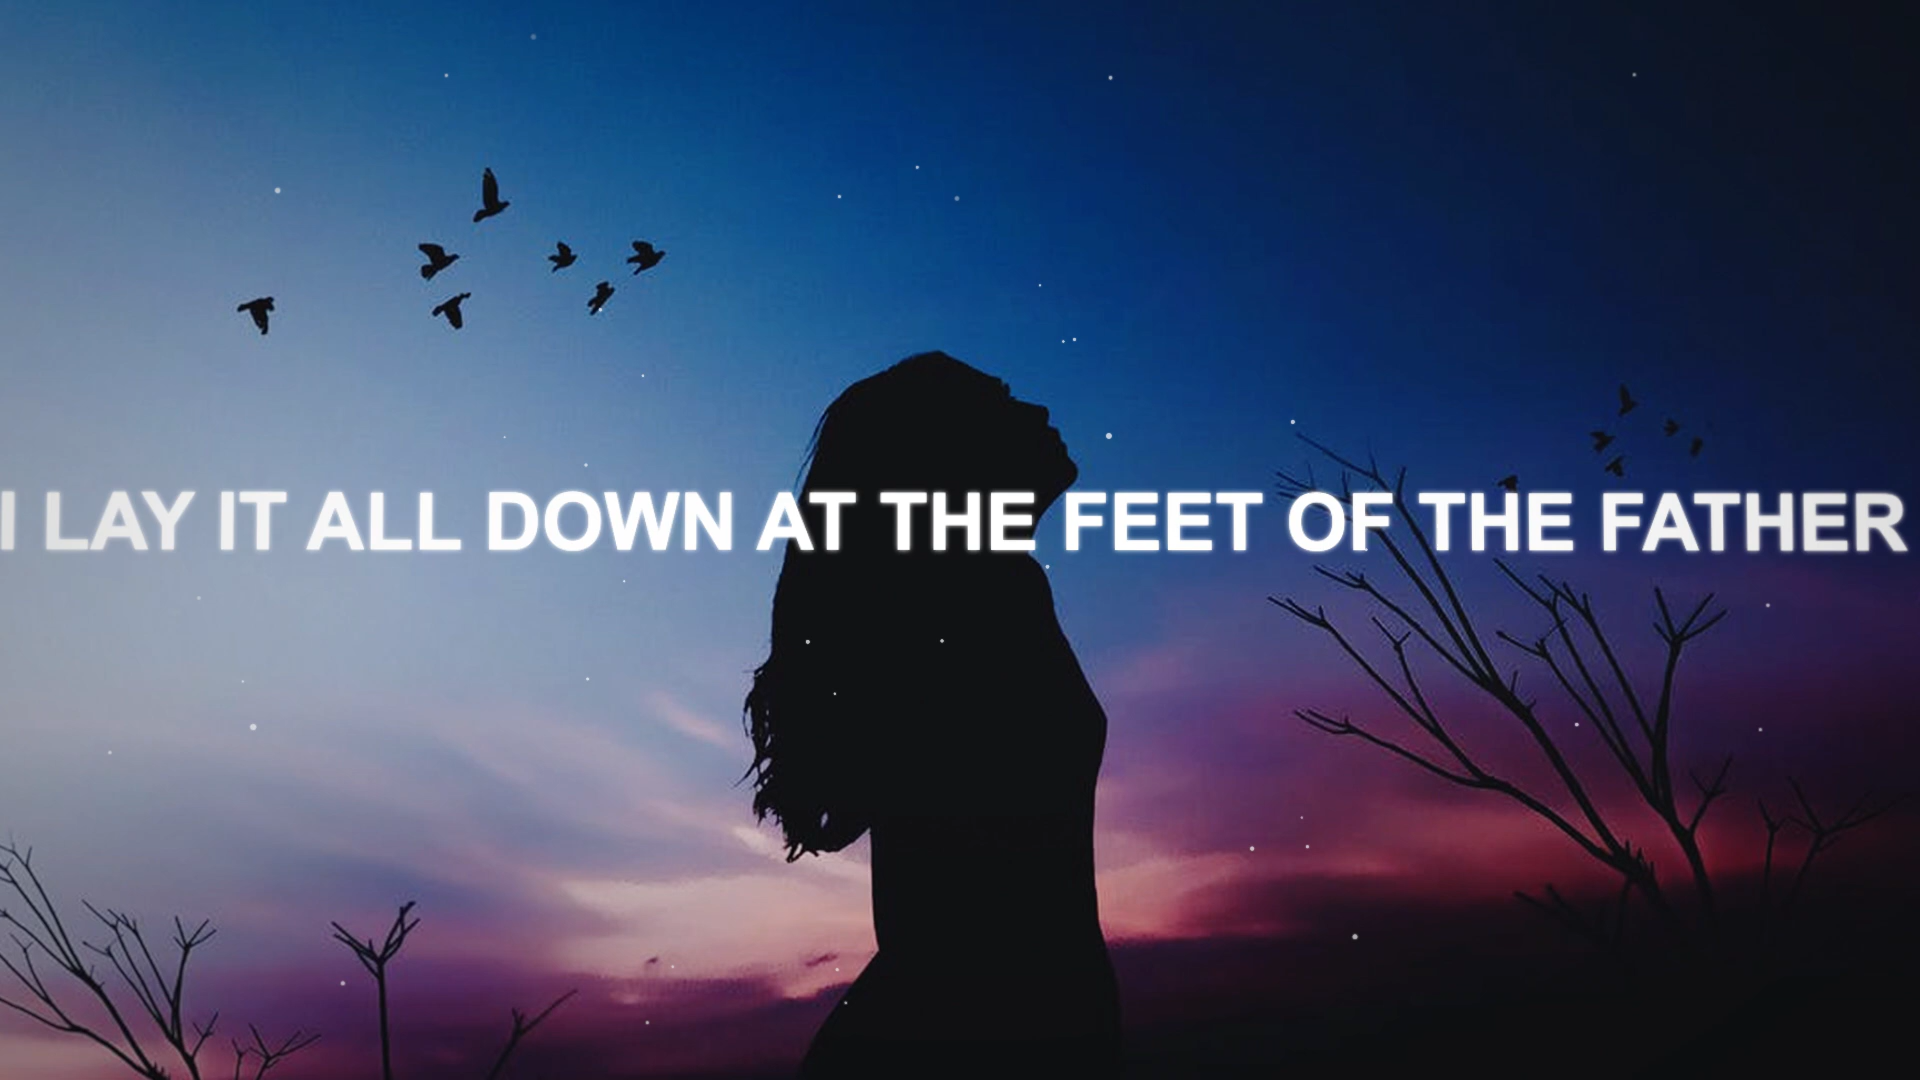 I LAY IT ALL DOWN AT THE FEET OF THE FATHER